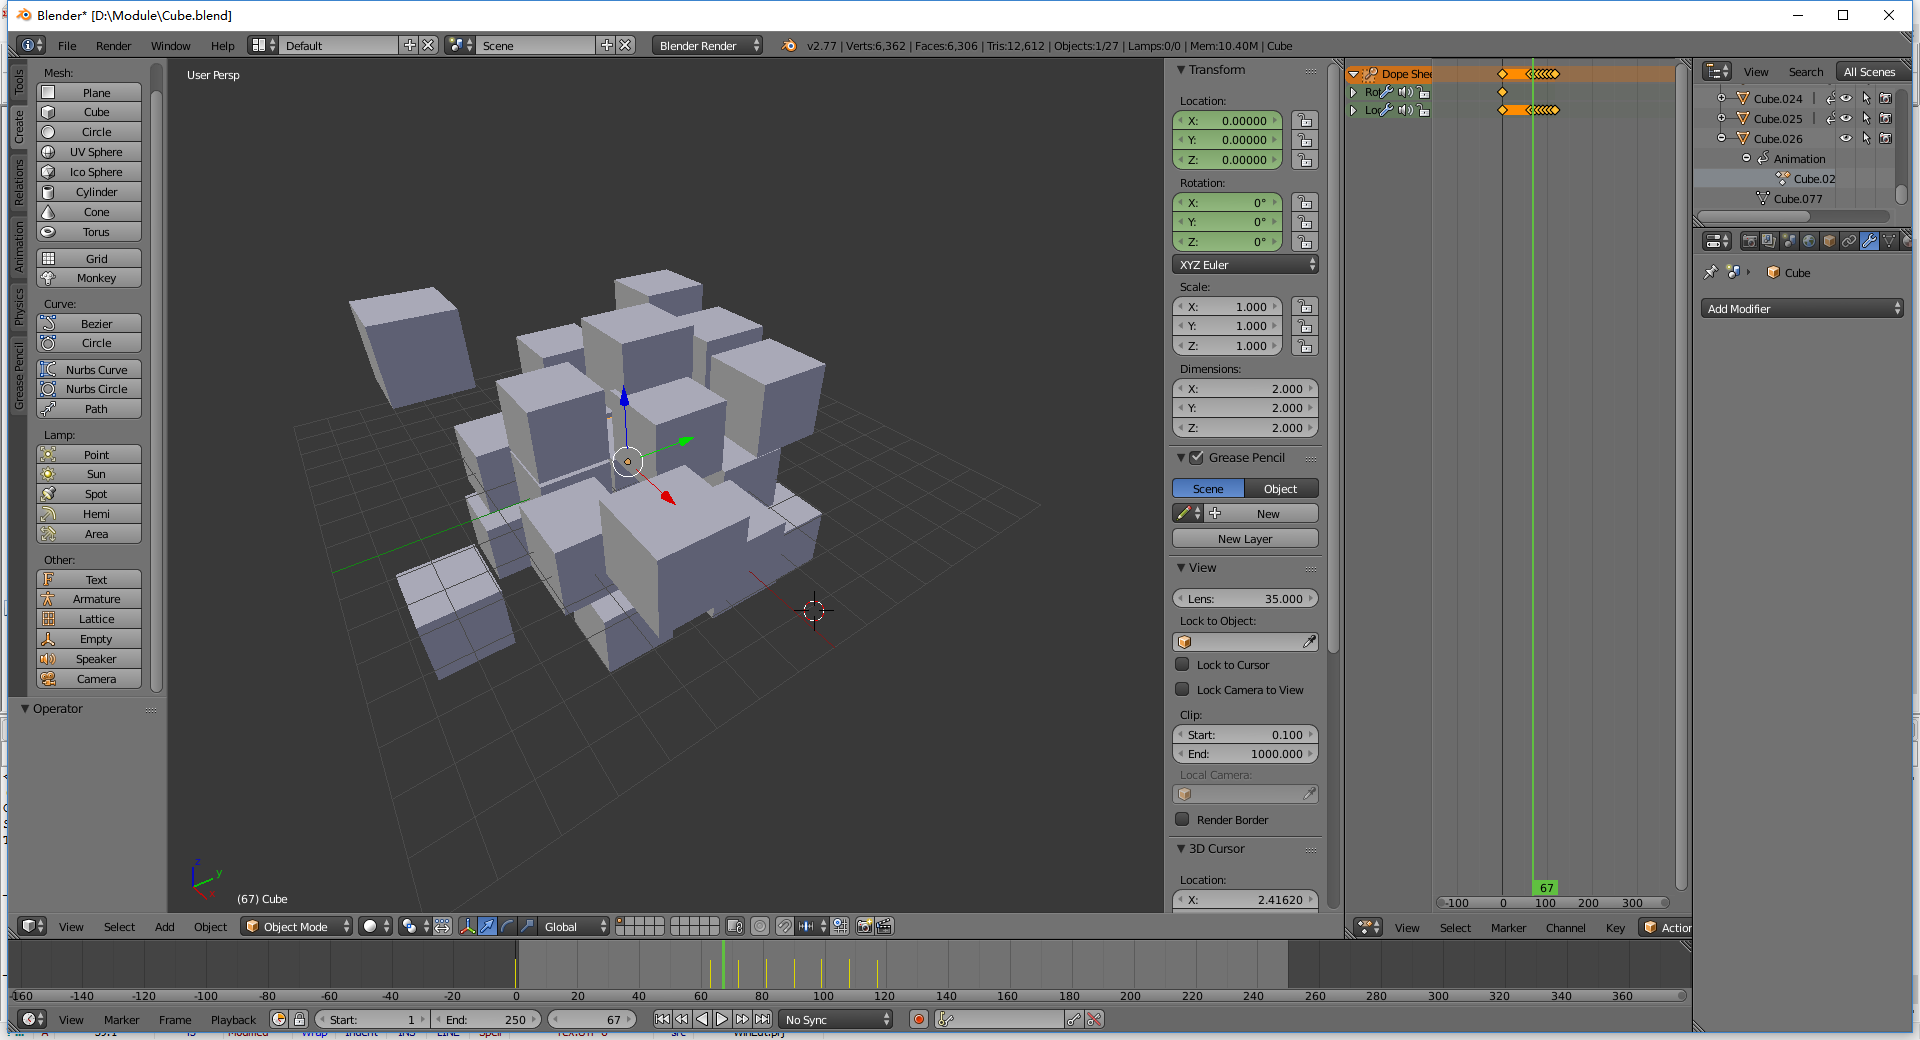 Blender* [D:\Module\Cube.blend]
File Render Window Help Default Scene Blender Render v2.77 | Verts:6,362 | Faces:6,306 | Tris:12,612 | Objects:1/27 | Lamps:0/0 | Mem:10.40M | Cube
Tools
Create
Relations
Animation
Physics
Grease Pencil
Mesh:
Plane
Cube
Circle
UV Sphere
Ico Sphere
Cylinder
Cone
Torus
Grid
Monkey
Curve:
Bezier
Circle
Nurbs Curve
Nurbs Circle
Path
Lamp:
Point
Sun
Spot
Hemi
Area
Other:
Text
Armature
Lattice
Empty
Speaker
Camera
Operator
User Persp
z
y
x
(67) Cube
Transform
Location:
X: 0.00000
Y: 0.00000
Z: 0.00000
Rotation:
X: 0°
Y: 0°
Z: 0°
XYZ Euler
Scale:
X: 1.000
Y: 1.000
Z: 1.000
Dimensions:
X: 2.000
Y: 2.000
Z: 2.000
Grease Pencil
Scene Object
New
New Layer
View
Lens: 35.000
Lock to Object:
Lock to Cursor
Lock Camera to View
Clip:
Start: 0.100
End: 1000.000
Local Camera:
Render Border
3D Cursor
Location:
X: 2.41620
Dope Shee
Rot
Loc
67
-100 0 100 200 300
View Select Marker Channel Key Action
View Search All Scenes
Cube.024
Cube.025
Cube.026
Animation
Cube.02
Cube.077
Cube
Add Modifier
View Select Add Object Object Mode Global
-160 -140 -120 -100 -80 -60 -40 -20 0 20 40 60 80 100 120 140 160 180 200 220 240 260 280 300 320 340 360
View Marker Frame Playback Start: 1 End: 250 67 No Sync